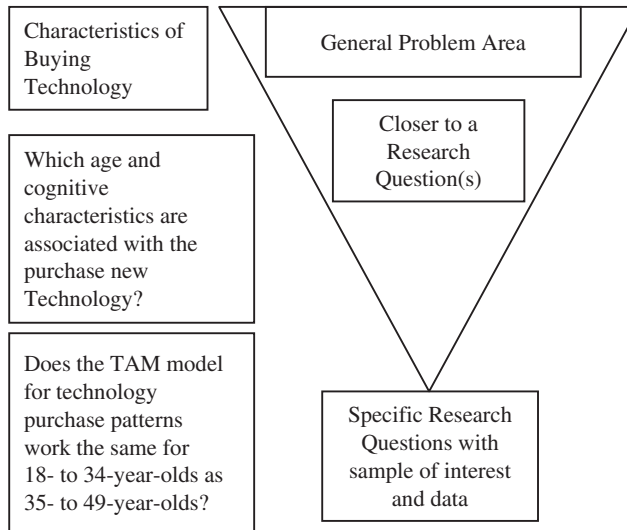 Characteristics of
Buying
Technology
General Problem Area
Closer to a
Research
Question(s)
Which age and
cognitive
characteristics are
associated with the
purchase new
Technology?
Does the TAM model
for technology
purchase patterns
work the same for
18- to 34-year-olds as
35- to 49-year-olds?
Specific Research
Questions with
sample of interest
and data